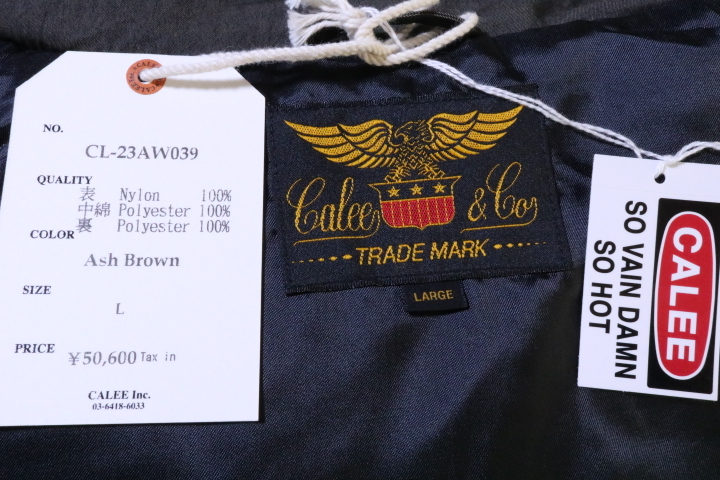 CALEE
NO.
CL-23AW039
QUALITY
表 Nylon 100%
中綿 Polyester 100%
裏 Polyester 100%
COLOR
Ash Brown
SIZE
L
PRICE
¥50,600 Tax in
CALEE Inc.
03-6418-6033
Calee & Co
TRADE MARK
LARGE
CALEE
SO VAIN DAMN
SO HOT